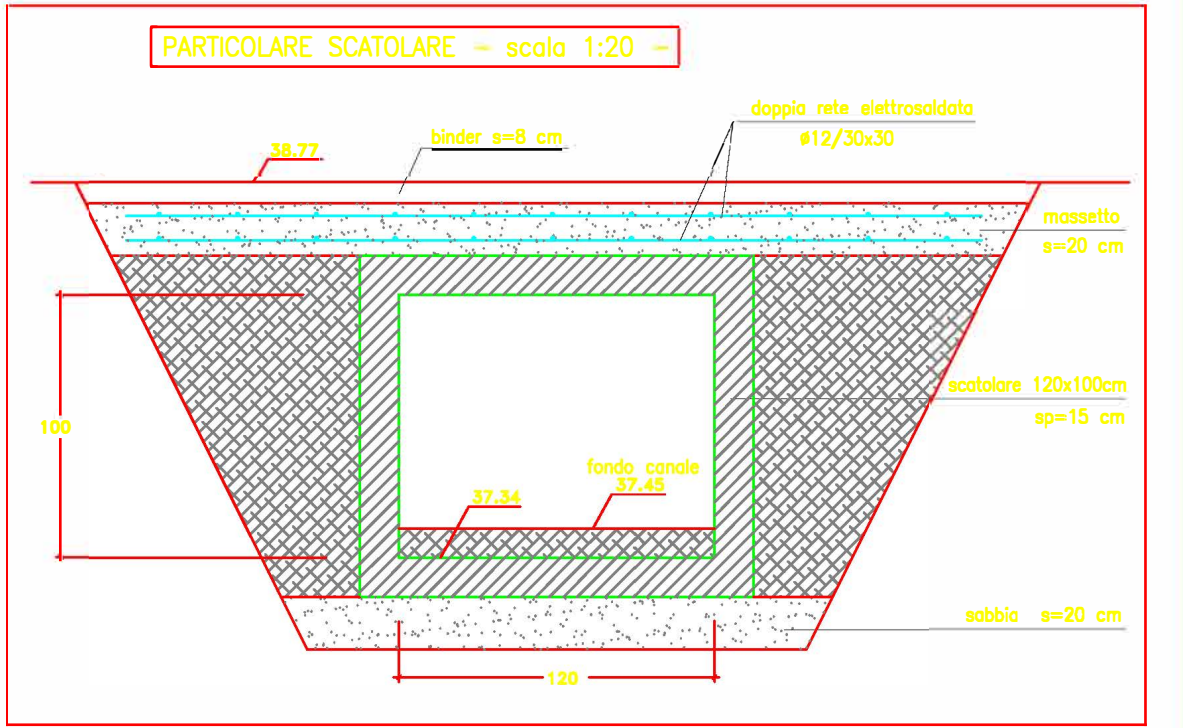 PARTICOLARE SCATOLARE - scala 1:20 -
doppia rete elettrosaldata
ø12/30x30
binder s=8 cm
38.77
massetto
s=20 cm
scatolare 120x100cm
sp=15 cm
100
fondo canale
37.45
37.34
sabbia s=20 cm
120